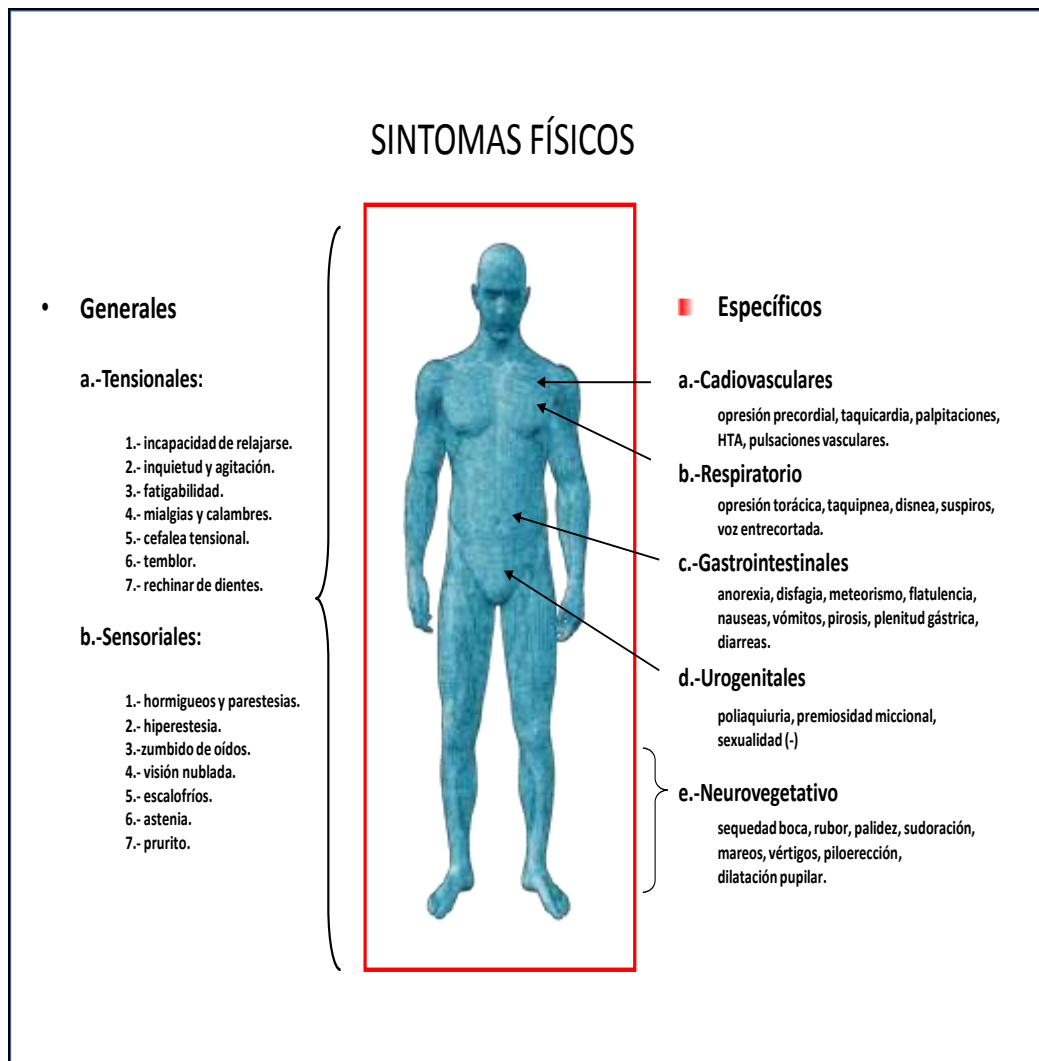 SINTOMAS FÍSICOS
• Generales
a.-Tensionales:
1.- incapacidad de relajarse.
2.- inquietud y agitación.
3.- fatigabilidad.
4.- mialgias y calambres.
5.- cefalea tensional.
6.- temblor.
7.- rechinar de dientes.
b.-Sensoriales:
1.- hormigueos y parestesias.
2.- hiperestesia.
3.-zumbido de oídos.
4.- visión nublada.
5.- escalofríos.
6.- astenia.
7.- prurito.
Específicos
a.-Cadiovasculares
opresión precordial, taquicardia, palpitaciones,
HTA, pulsaciones vasculares.
b.-Respiratorio
opresión torácica, taquipnea, disnea, suspiros,
voz entrecortada.
c.-Gastrointestinales
anorexia, disfagia, meteorismo, flatulencia,
nauseas, vómitos, pirosis, plenitud gástrica,
diarreas.
d.-Urogenitales
poliaquiuria, premiosidad miccional,
sexualidad (-)
e.-Neurovegetativo
sequedad boca, rubor, palidez, sudoración,
mareos, vértigos, piloerección,
dilatación pupilar.